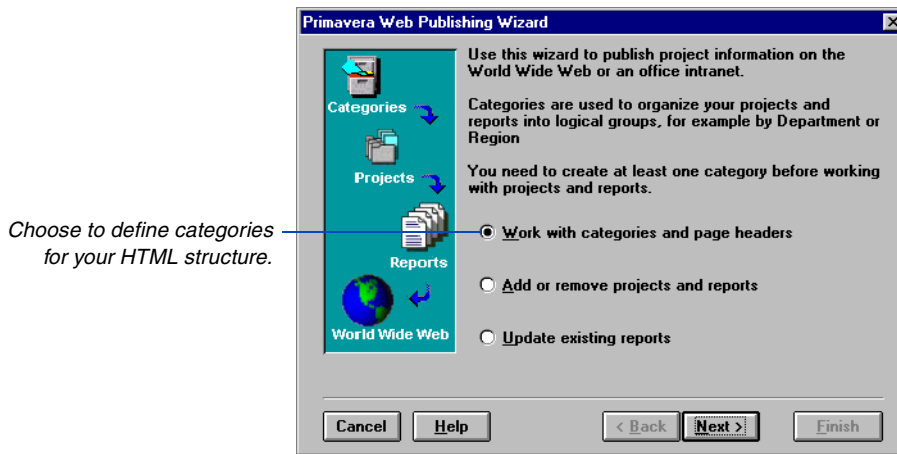 Primavera Web Publishing Wizard
Categories
Projects
Reports
World Wide Web
Use this wizard to publish project information on the
World Wide Web or an office intranet.
Categories are used to organize your projects and
reports into logical groups, for example by Department or
Region
You need to create at least one category before working
with projects and reports.
Choose to define categories
for your HTML structure.
Work with categories and page headers
Add or remove projects and reports
Update existing reports
Cancel
Help
< Back
Next >
Finish